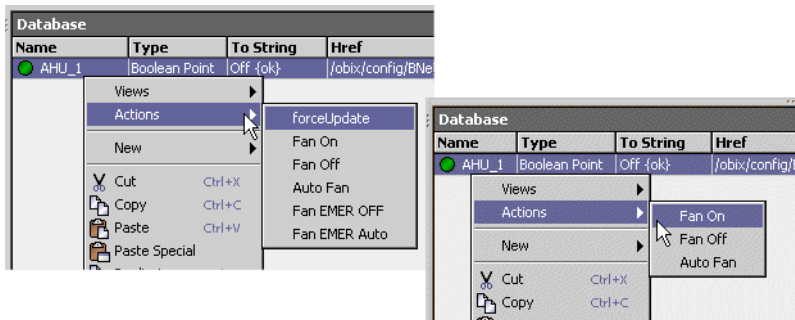 Database
Name Type To String Href
AHU_1 Boolean Point Off {ok} /obix/config/BNe
Views
Actions
forceUpdate
New
Fan On
Fan Off
Cut Ctrl+X
Auto Fan
Copy Ctrl+C
Fan EMER OFF
Paste Ctrl+V
Fan EMER Auto
Paste Special
Database
Name Type To String Href
AHU_1 Boolean Point Off {ok} /obix/config/
Views
Actions
Fan On
New
Fan Off
Auto Fan
Cut Ctrl+X
Copy Ctrl+C